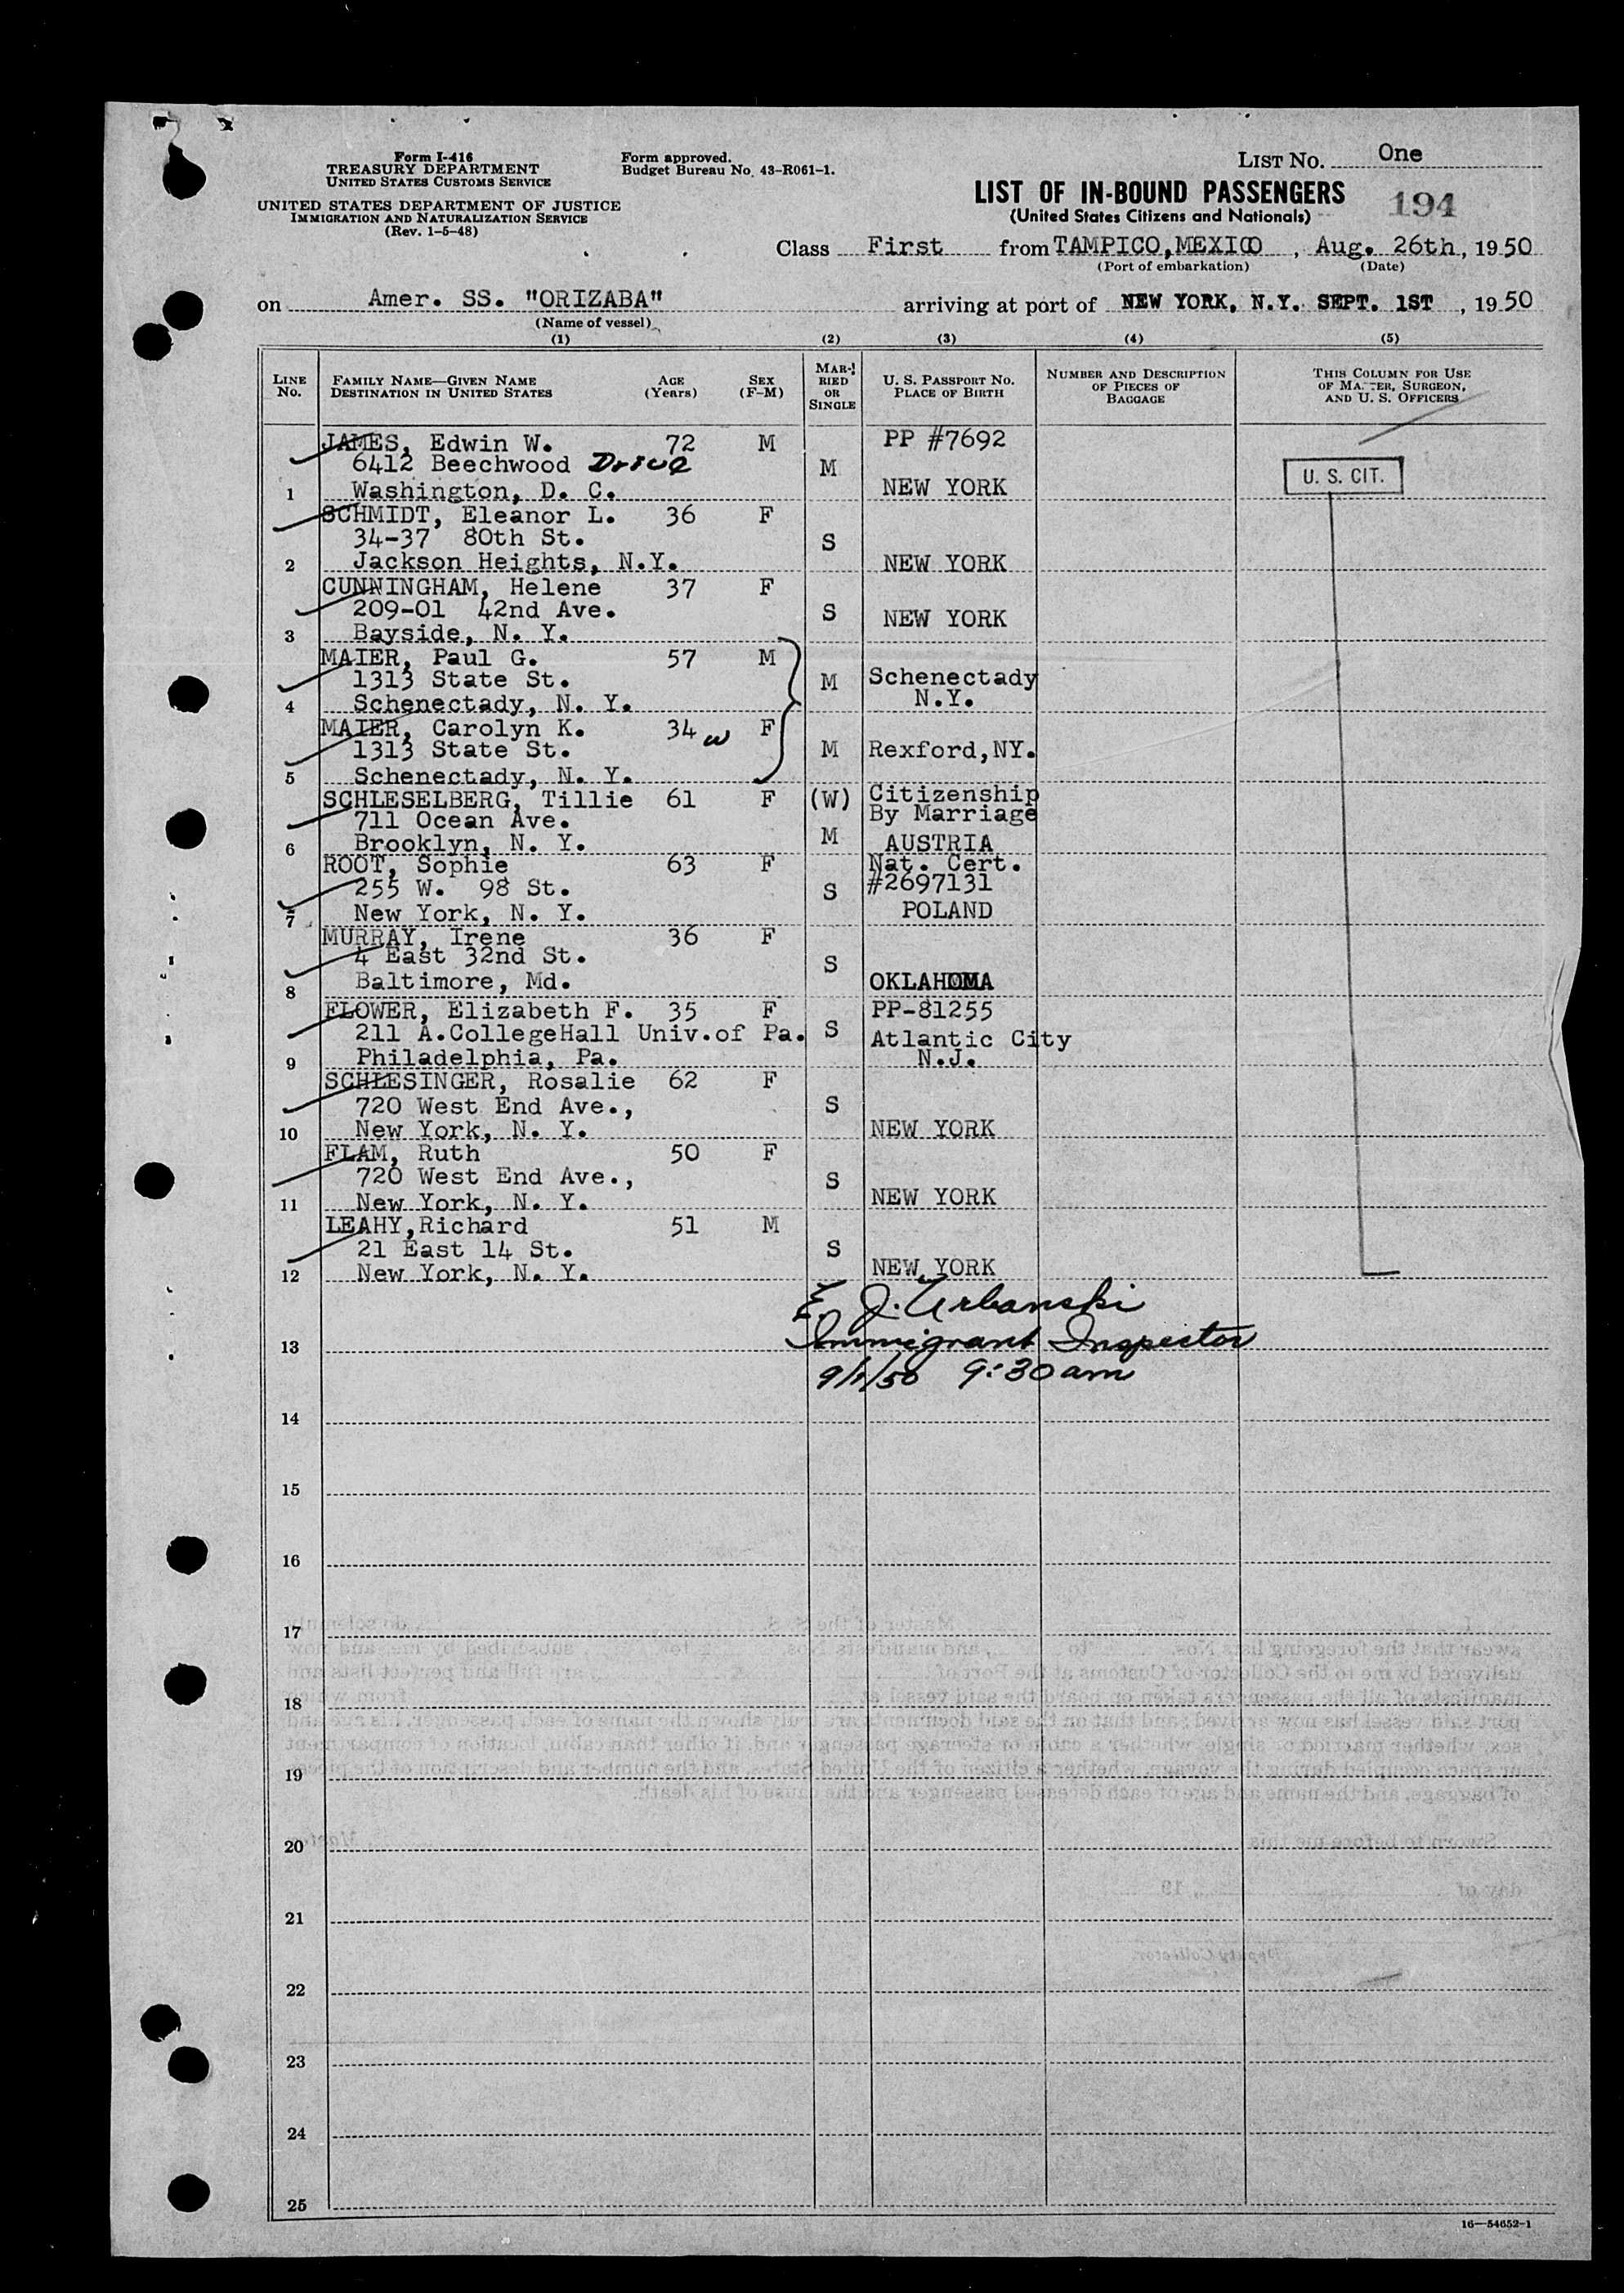 Form I-416
TREASURY DEPARTMENT
UNITED STATES CUSTOMS SERVICE
UNITED STATES DEPARTMENT OF JUSTICE
IMMIGRATION AND NATURALIZATION SERVICE
(Rev. 1-5-48)
Form approved.
Budget Bureau No. 43-R061-1.
LIST NO. One
LIST OF IN-BOUND PASSENGERS
(United States Citizens and Nationals)
194
Class First from TAMPICO,MEXICO, Aug. 26th, 1950
(Port of embarkation) (Date)
on Amer. SS. "ORIZABA" arriving at port of NEW YORK, N.Y. SEPT. 1ST, 1950
(Name of vessel)
(1) (2) (3) (4) (5)
LINE NO.
FAMILY NAME—GIVEN NAME
DESTINATION IN UNITED STATES
AGE (Years)
SEX (F-M)
MARRIED OR SINGLE
U. S. PASSPORT NO.
PLACE OF BIRTH
NUMBER AND DESCRIPTION OF PIECES OF BAGGAGE
THIS COLUMN FOR USE OF MASTER, SURGEON, AND U. S. OFFICERS
JAMES, Edwin W. 72 M PP #7692
6412 Beechwood Drive M
1 Washington, D. C. NEW YORK
U. S. CIT.
SCHMIDT, Eleanor L. 36 F
34-37 80th St. S
2 Jackson Heights, N.Y. NEW YORK
CUNNINGHAM, Helene 37 F
209-01 42nd Ave. S NEW YORK
3 Bayside, N. Y.
MAIER, Paul G. 57 M
1313 State St. M Schenectady
4 Schenectady, N. Y. N.Y.
MAIER, Carolyn K. 34 w F
1313 State St. M Rexford,NY.
5 Schenectady, N. Y.
SCHLESELBERG, Tillie 61 F (W) Citizenship
711 Ocean Ave. By Marriage
6 Brooklyn, N. Y. M AUSTRIA
ROOT, Sophie 63 F Nat. Cert.
255 W. 98 St. S #2697131
7 New York, N. Y. POLAND
MURRAY, Irene 36 F
4 East 32nd St. S
8 Baltimore, Md. OKLAHOMA
FLOWER, Elizabeth F. 35 F PP-81255
211 A.CollegeHall Univ.of Pa. S Atlantic City
9 Philadelphia, Pa. N.J.
SCHLESINGER, Rosalie 62 F
720 West End Ave., S
10 New York, N. Y. NEW YORK
FLAM, Ruth 50 F
720 West End Ave., S
11 New York, N. Y. NEW YORK
LEAHY,Richard 51 M
21 East 14 St. S
12 New York, N. Y. NEW YORK
E. J. Urbanski
13 Immigrant Inspector
9/1/50 9:30am
14
15
16
17
18
19
20
21
22
23
24
25
16—54652-1